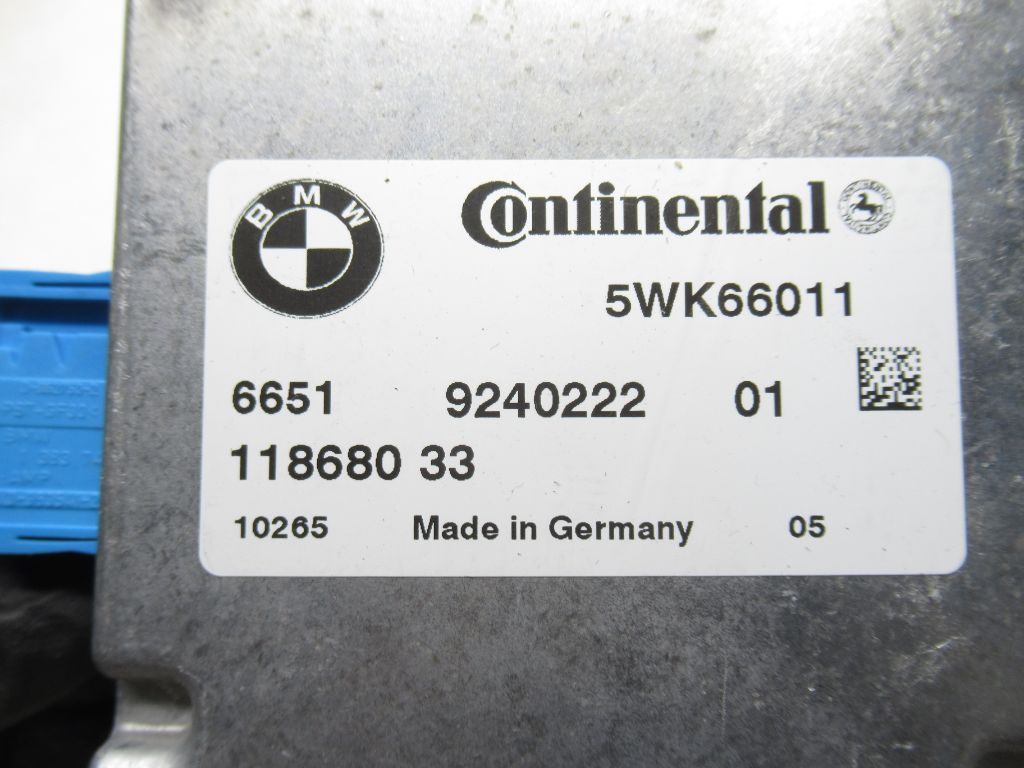 BMW
Continental
5WK66011
6651 9240222 01
118680 33
10265 Made in Germany 05